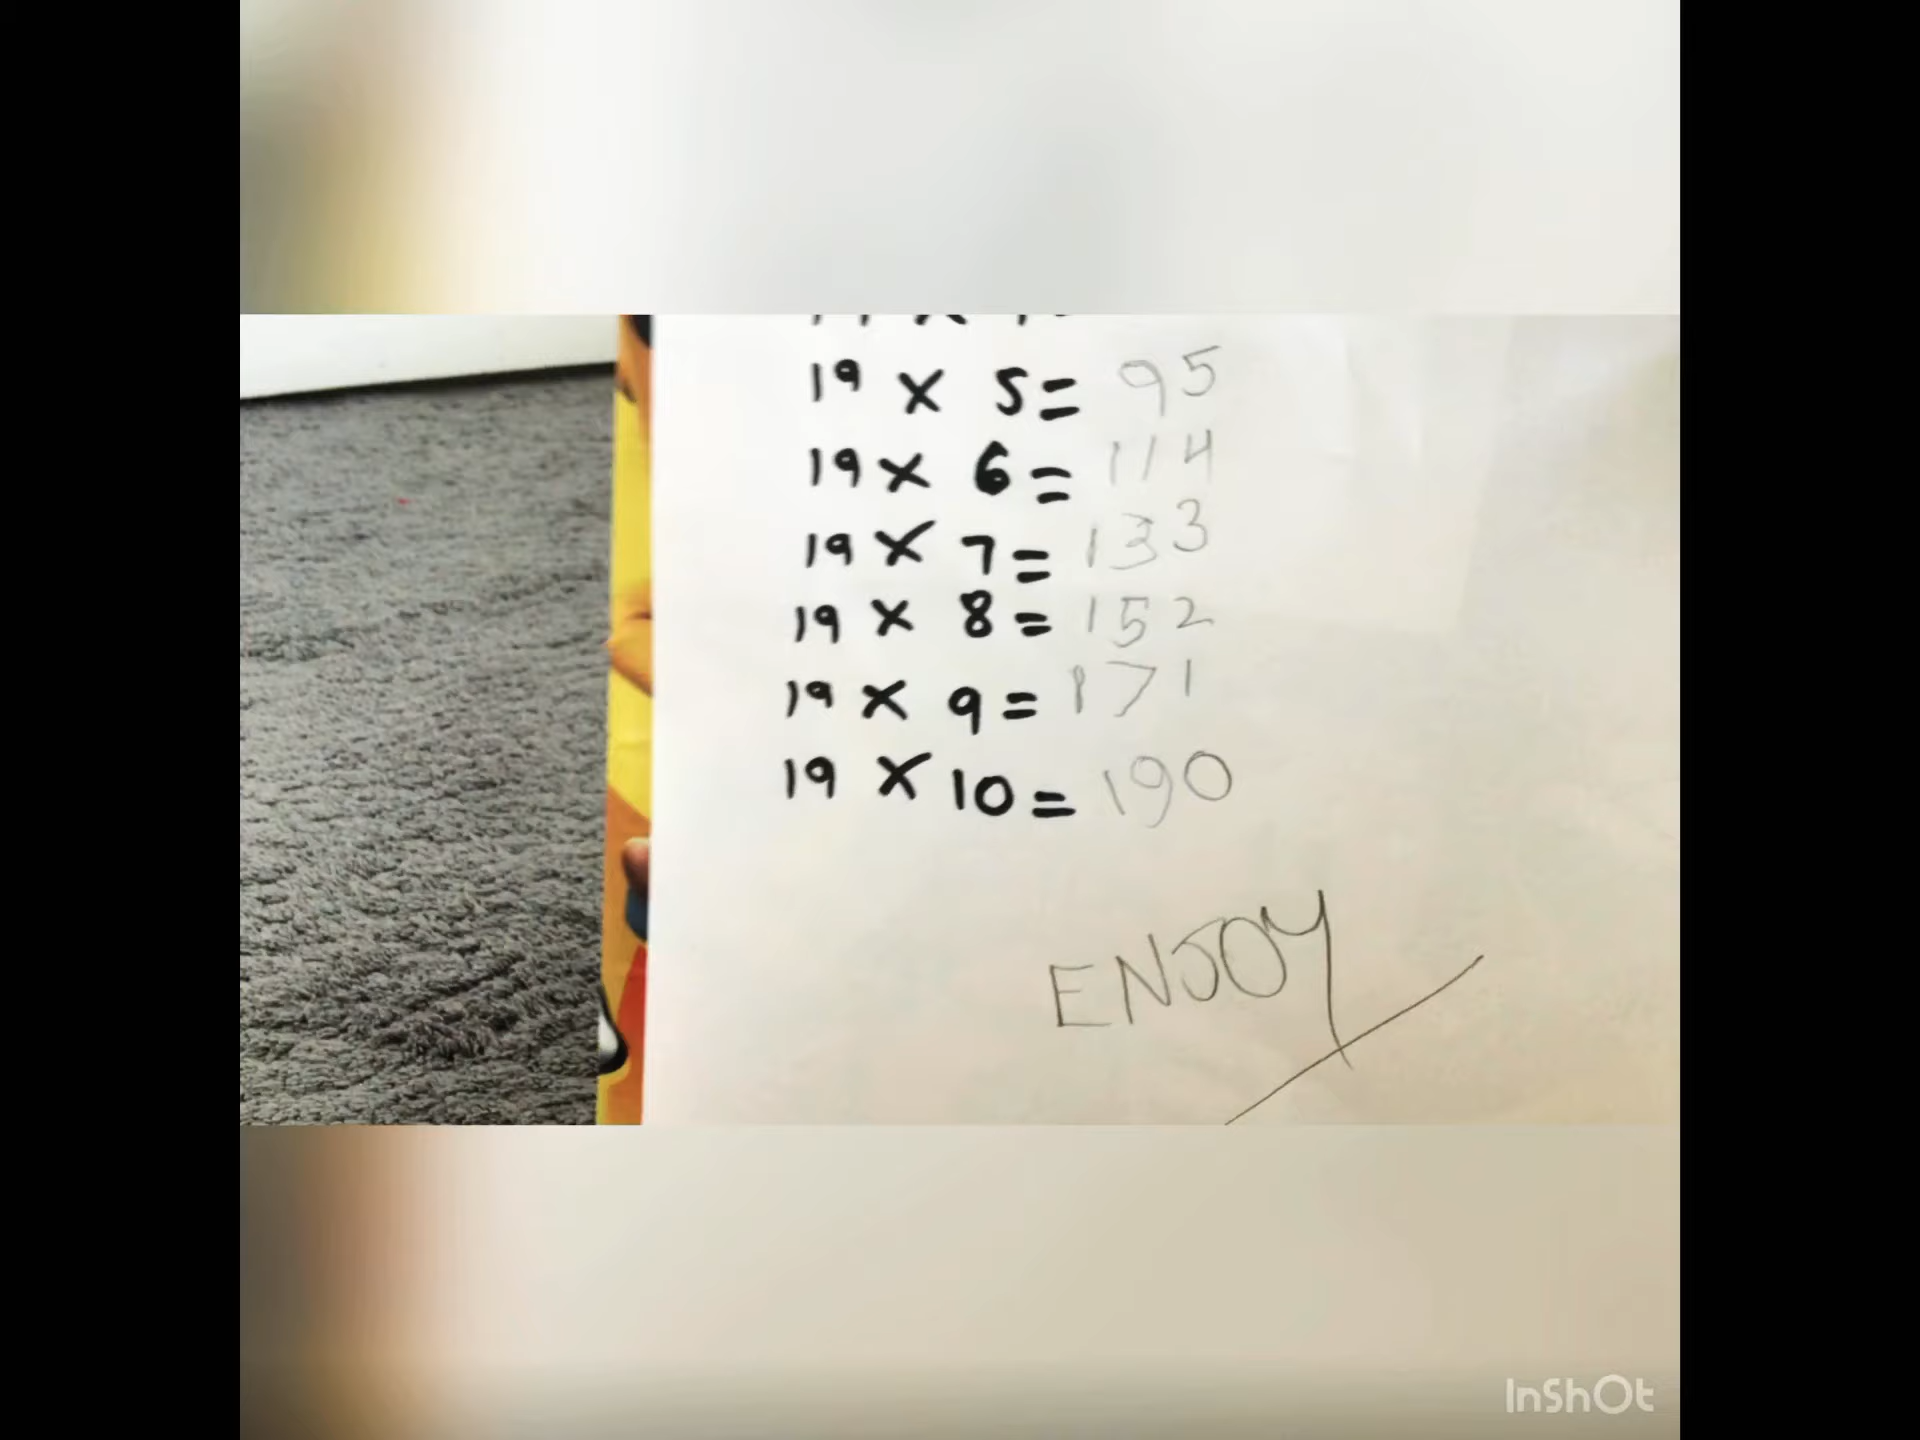 19 x 5 = 95
19 x 6 = 114
19 x 7 = 133
19 x 8 = 152
19 x 9 = 171
19 x 10 = 190
ENJOY
InShOt